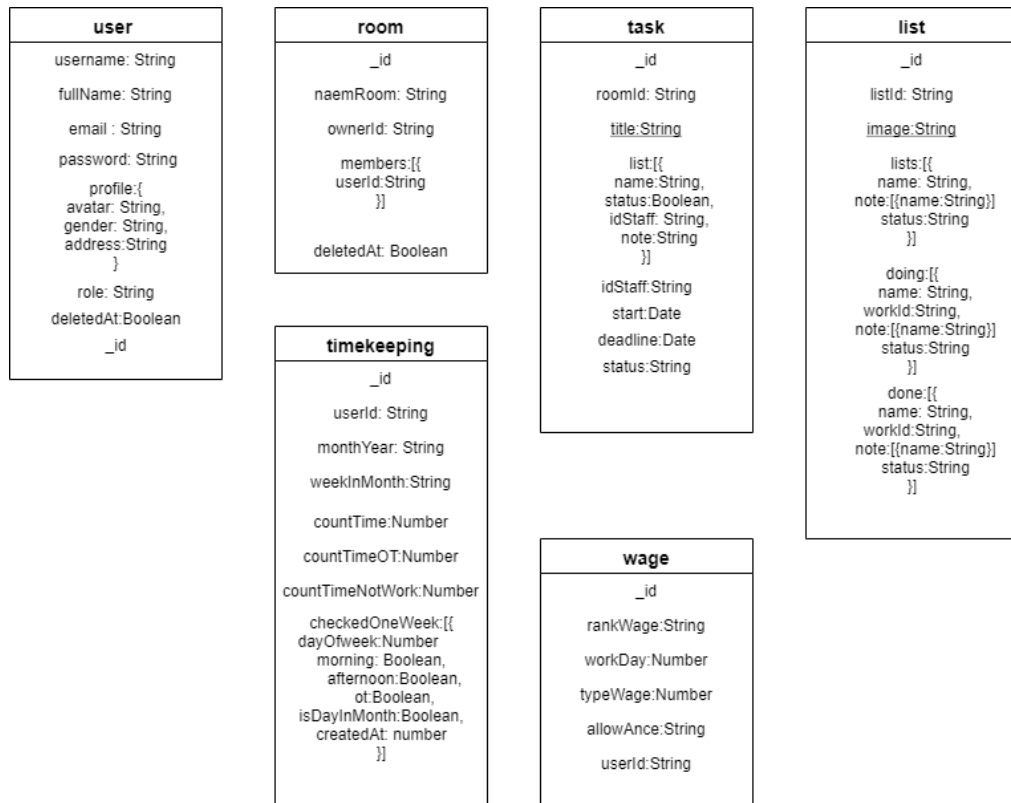 user
username: String
fullName: String
email : String
password: String
profile:{
avatar: String,
gender: String,
address:String
}
role: String
deletedAt:Boolean
_id
room
_id
naemRoom: String
ownerId: String
members:[{
userId:String
}]
deletedAt: Boolean
timekeeping
_id
userId: String
monthYear: String
weekInMonth:String
countTime:Number
countTimeOT:Number
countTimeNotWork:Number
checkedOneWeek:[{
dayOfweek:Number
morning: Boolean,
afternoon:Boolean,
ot:Boolean,
isDayInMonth:Boolean,
createdAt: number
}]
task
_id
roomId: String
title:String
list:[{
name:String,
status:Boolean,
idStaff: String,
note:String
}]
idStaff:String
start:Date
deadline:Date
status:String
wage
_id
rankWage:String
workDay:Number
typeWage:Number
allowAnce:String
userId:String
list
_id
listId: String
image:String
lists:[{
name: String,
note:[{name:String}]
status:String
}]
doing:[{
name: String,
workId:String,
note:[{name:String}]
status:String
}]
done:[{
name: String,
workId:String,
note:[{name:String}]
status:String
}]